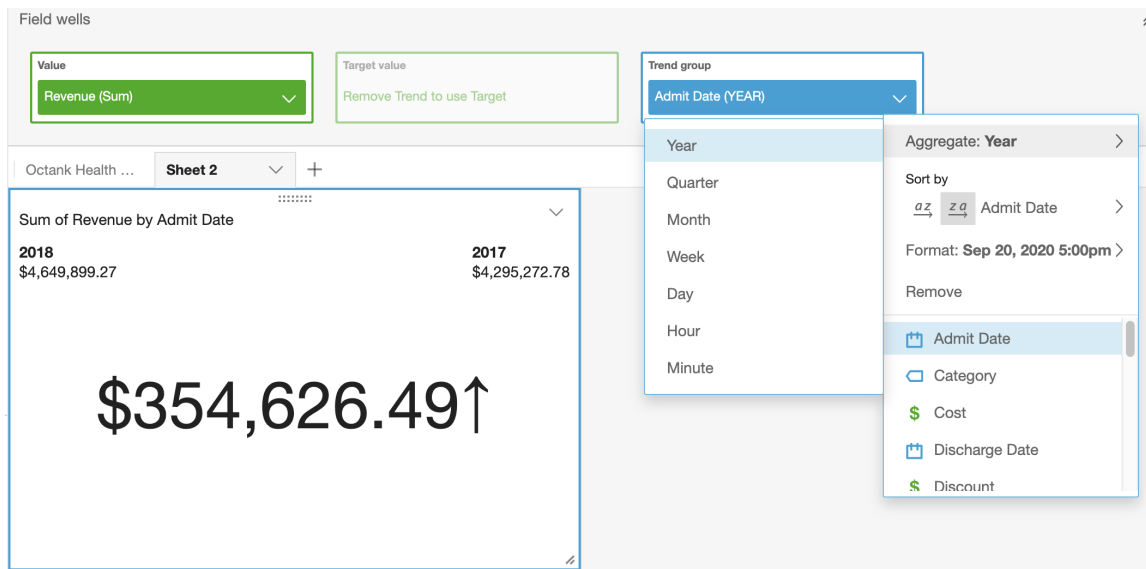 Field wells
Value
Target value
Trend group
Revenue (Sum)
Remove Trend to use Target
Admit Date (YEAR)
Octank Health ...
Sheet 2
Sum of Revenue by Admit Date
2018
2017
$4,649,899.27
$4,295,272.78
$354,626.49↑
Year
Quarter
Month
Week
Day
Hour
Minute
Aggregate: Year
Sort by
az za Admit Date
Format: Sep 20, 2020 5:00pm
Remove
Admit Date
Category
$ Cost
Discharge Date
$ Discount